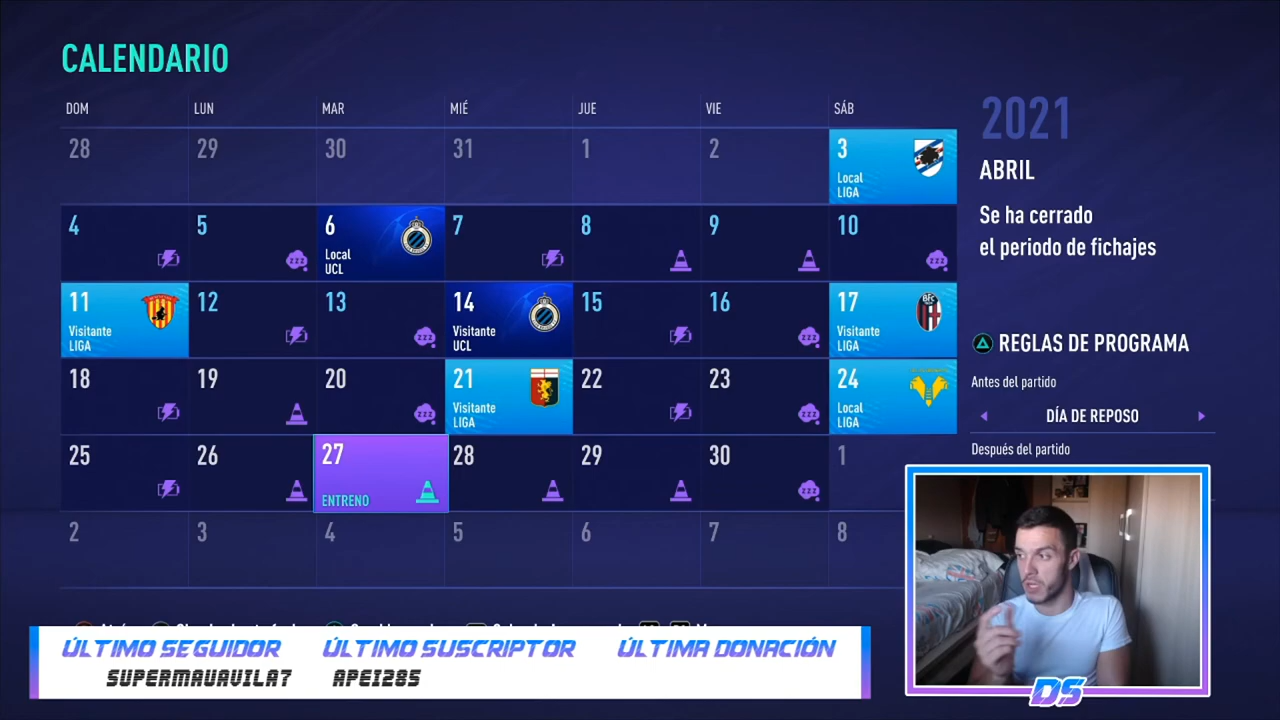 CALENDARIO
DOM LUN MAR MIÉ JUE VIE SÁB
28 29 30 31 1 2 3
Local
LIGA
4 5 6 7 8 9 10
Local
UCL
11 12 13 14 15 16 17
Visitante Visitante Visitante
LIGA UCL LIGA
18 19 20 21 22 23 24
Visitante Local
LIGA LIGA
25 26 27 28 29 30 1
ENTRENO
2 3 4 5 6 7 8
2021
ABRIL
Se ha cerrado
el periodo de fichajes
REGLAS DE PROGRAMA
Antes del partido
DÍA DE REPOSO
Después del partido
ÚLTIMO SEGUIDOR ÚLTIMO SUSCRIPTOR ÚLTIMA DONACIÓN
SUPERMAVAVILA7 APEI285
DS